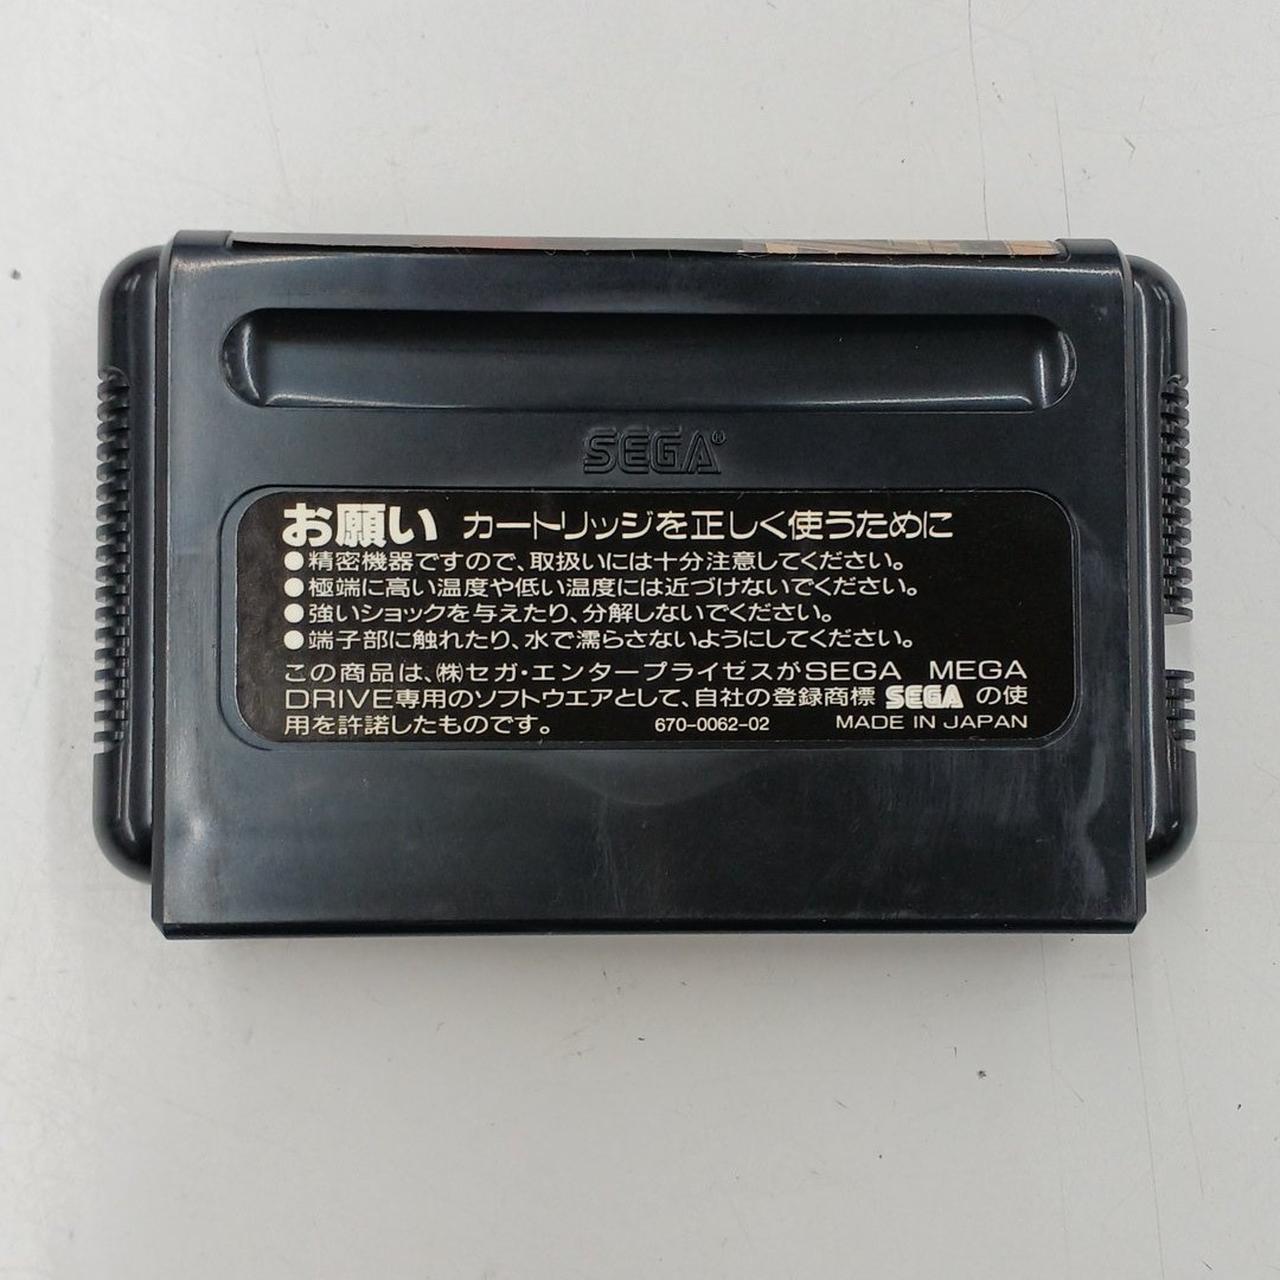 SEGA®
お願い カートリッジを正しく使うために
●精密機器ですので、取扱いには十分注意してください。
●極端に高い温度や低い温度には近づけないでください。
●強いショックを与えたり、分解しないでください。
●端子部に触れたり、水で濡らさないようにしてください。
この商品は、㈱セガ・エンタープライゼスがSEGA MEGA
DRIVE専用のソフトウエアとして、自社の登録商標 SEGA の使
用を許諾したものです。 670-0062-02 MADE IN JAPAN